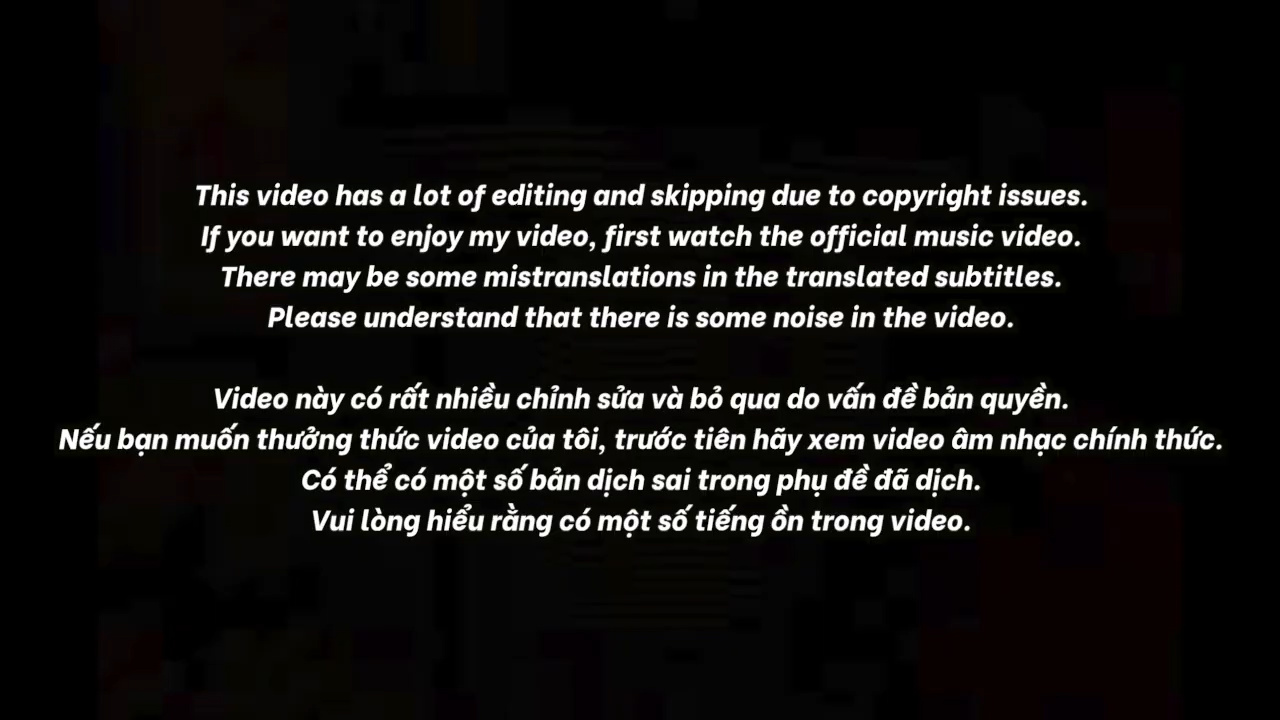 This video has a lot of editing and skipping due to copyright issues.
If you want to enjoy my video, first watch the official music video.
There may be some mistranslations in the translated subtitles.
Please understand that there is some noise in the video.
Video này có rất nhiều chỉnh sửa và bỏ qua do vấn đề bản quyền.
Nếu bạn muốn thưởng thức video của tôi, trước tiên hãy xem video âm nhạc chính thức.
Có thể có một số bản dịch sai trong phụ đề đã dịch.
Vui lòng hiểu rằng có một số tiếng ồn trong video.